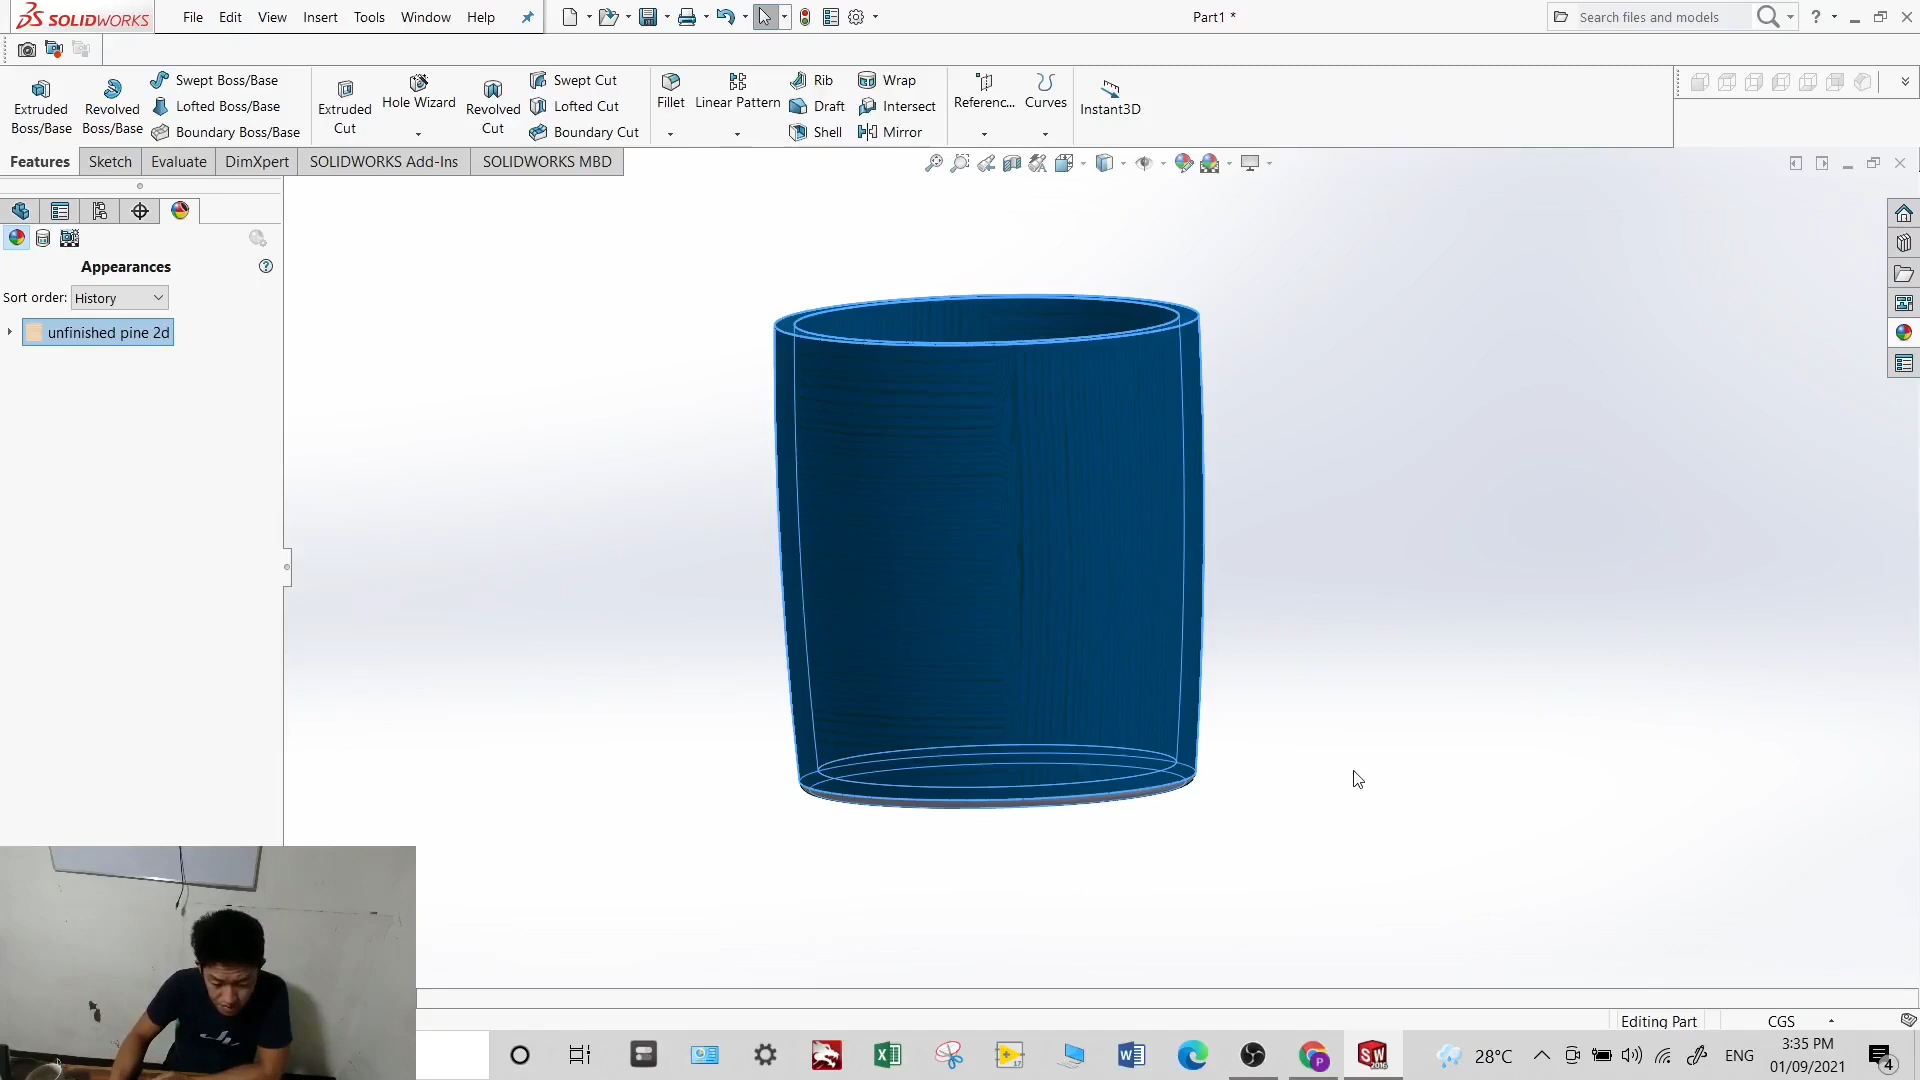 SOLIDWORKS
File Edit View Insert Tools Window Help
Part1 *
Search files and models
Extruded Boss/Base
Revolved Boss/Base
Swept Boss/Base
Lofted Boss/Base
Boundary Boss/Base
Extruded Cut
Hole Wizard
Revolved Cut
Swept Cut
Lofted Cut
Boundary Cut
Fillet
Linear Pattern
Rib
Draft
Shell
Wrap
Intersect
Mirror
Referenc...
Curves
Instant3D
Features Sketch Evaluate DimXpert SOLIDWORKS Add-Ins SOLIDWORKS MBD
Appearances
Sort order: History
unfinished pine 2d
Editing Part CGS
28°C ENG
3:35 PM
01/09/2021
4